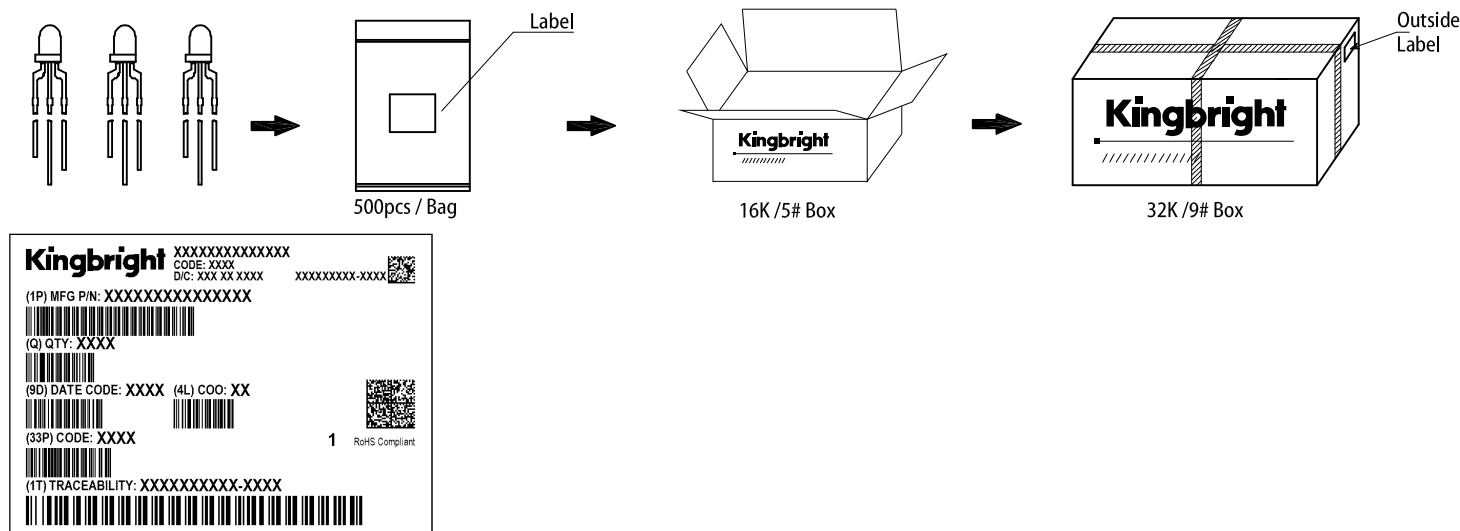 Label
Outside
Label
Kingbright
Kingbright
500pcs / Bag
16K /5# Box
32K /9# Box
Kingbright
XXXXXXXXXXXXXX
CODE: XXXX
D/C: XXX XX XXXX
XXXXXXXXX-XXXX
(1P) MFG P/N: XXXXXXXXXXXXXXX
(Q) QTY: XXXX
(9D) DATE CODE: XXXX (4L) COO: XX
(33P) CODE: XXXX
1 RoHS Compliant
(1T) TRACEABILITY: XXXXXXXXXX-XXXX